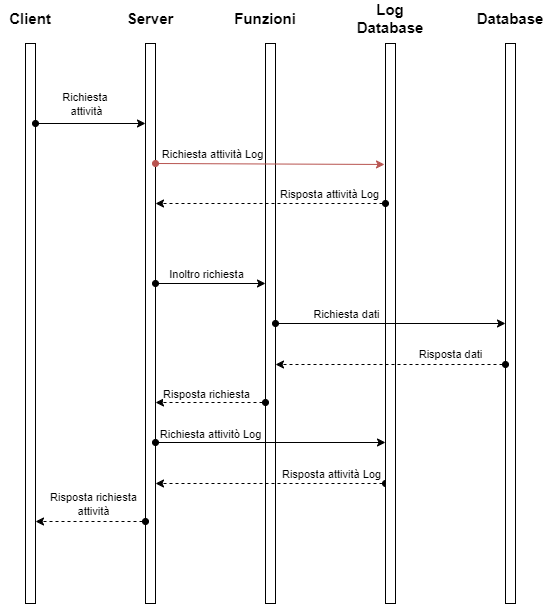 Client
Server
Funzioni
Log
Database
Database
Richiesta
attività
Richiesta attività Log
Risposta attività Log
Inoltro richiesta
Richiesta dati
Risposta dati
Risposta richiesta
Richiesta attivitò Log
Risposta attività Log
Risposta richiesta
attività